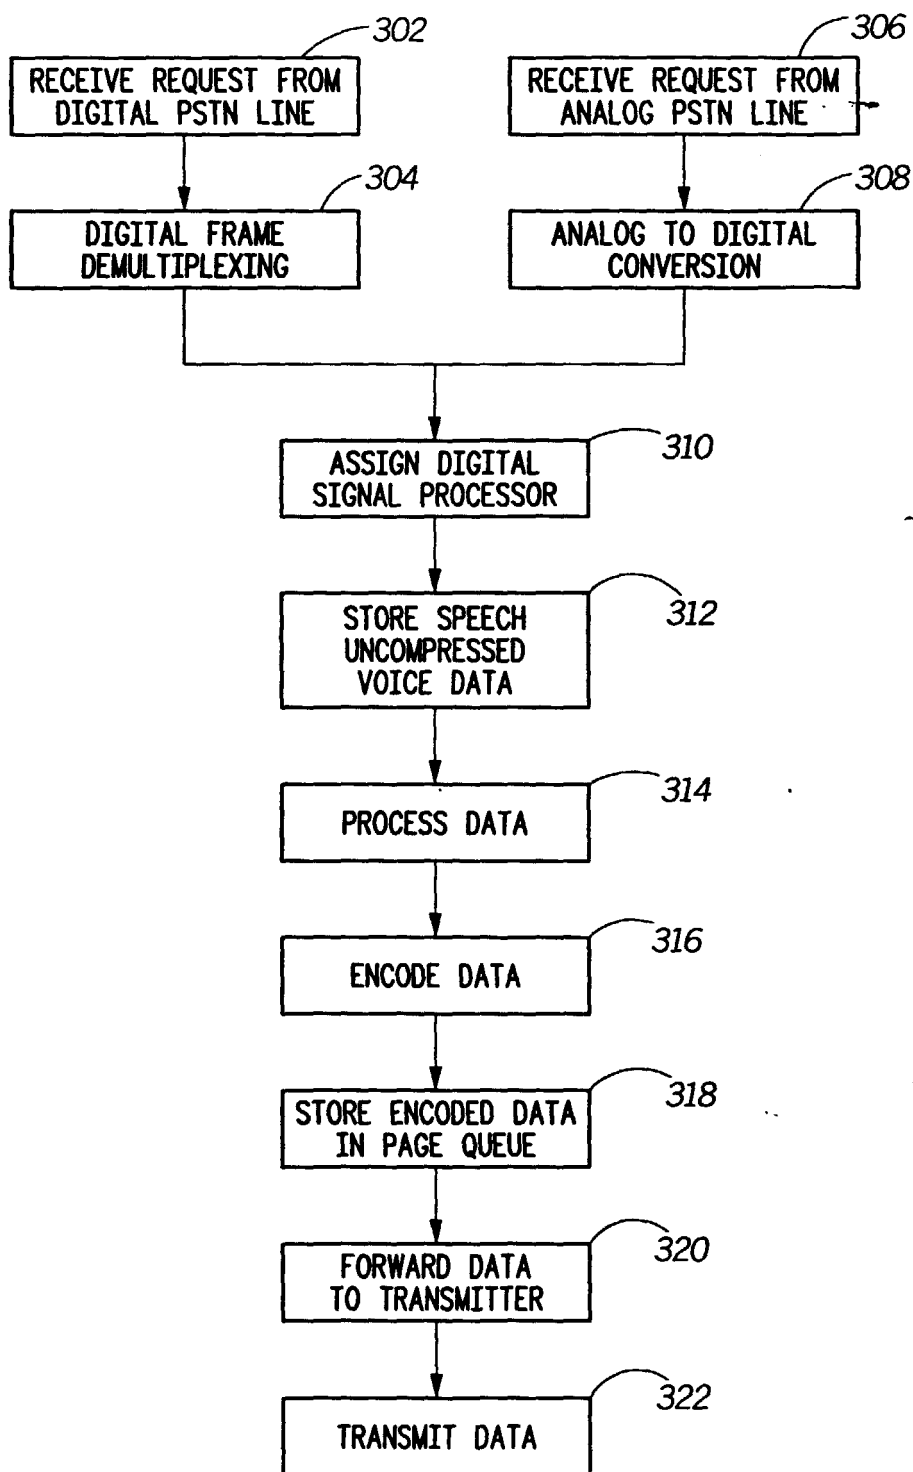 302
RECEIVE REQUEST FROM
DIGITAL PSTN LINE
306
RECEIVE REQUEST FROM
ANALOG PSTN LINE
304
DIGITAL FRAME
DEMULTIPLEXING
308
ANALOG TO DIGITAL
CONVERSION
310
ASSIGN DIGITAL
SIGNAL PROCESSOR
312
STORE SPEECH
UNCOMPRESSED
VOICE DATA
314
PROCESS DATA
316
ENCODE DATA
318
STORE ENCODED DATA
IN PAGE QUEUE
320
FORWARD DATA
TO TRANSMITTER
322
TRANSMIT DATA